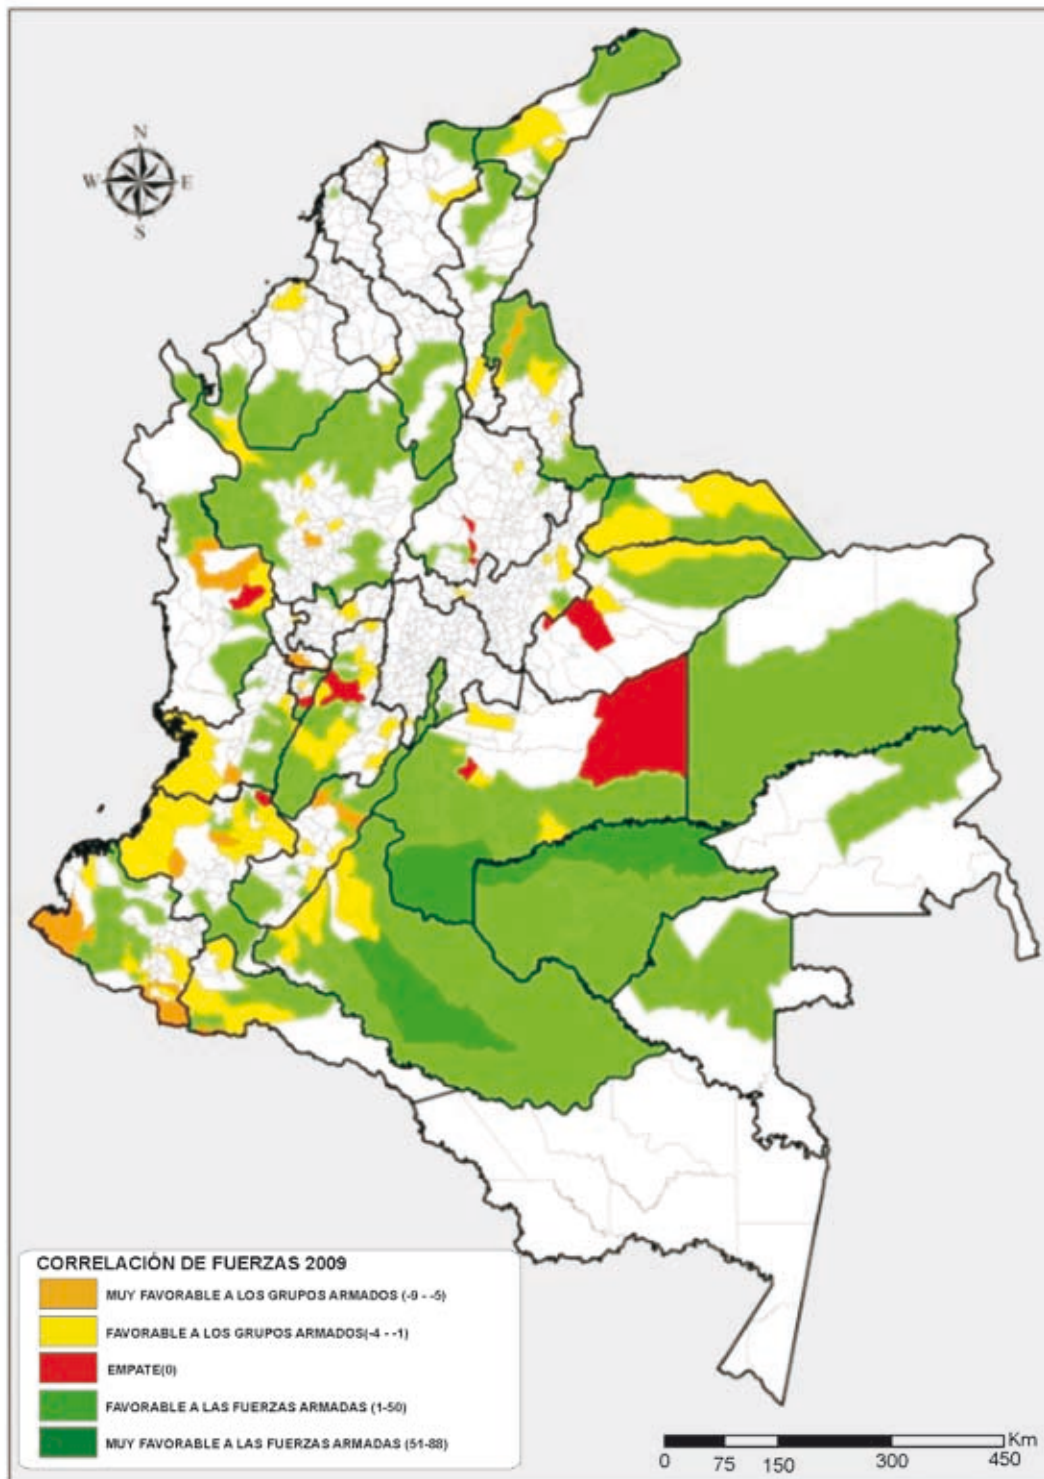 N
W E
S
CORRELACIÓN DE FUERZAS 2009
MUY FAVORABLE A LOS GRUPOS ARMADOS (-9 - -5)
FAVORABLE A LOS GRUPOS ARMADOS(-4 - -1)
EMPATE(0)
FAVORABLE A LAS FUERZAS ARMADAS (1-50)
MUY FAVORABLE A LAS FUERZAS ARMADAS (51-88)
Km
0 75 150 300 450